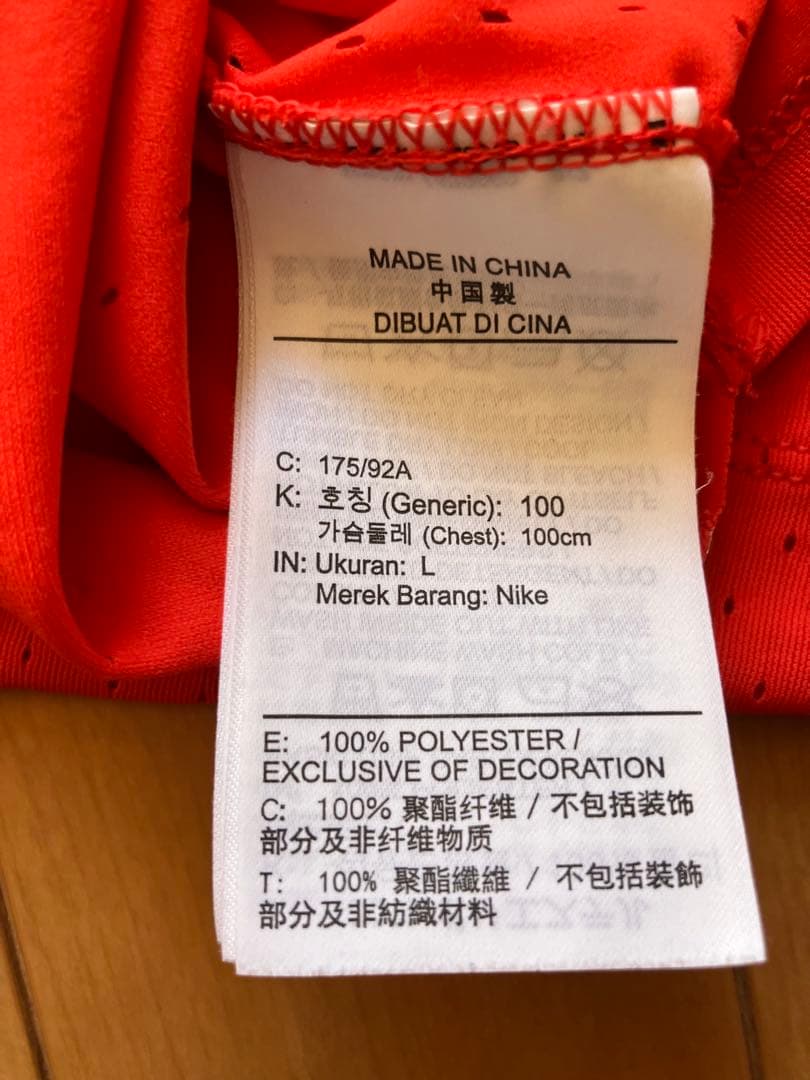 MADE IN CHINA
中国製
DIBUAT DI CINA
C: 175/92A
K: 호칭 (Generic): 100
가슴둘레 (Chest): 100cm
IN: Ukuran: L
Merek Barang: Nike
E: 100% POLYESTER /
EXCLUSIVE OF DECORATION
C: 100% 聚酯纤维 / 不包括装饰
部分及非纤维物质
T: 100% 聚酯纖維 / 不包括裝飾
部分及非紡織材料